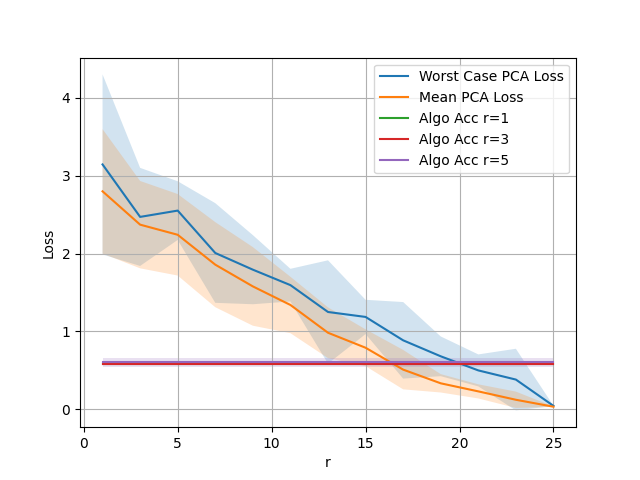 Worst Case PCA Loss
Mean PCA Loss
Algo Acc r=1
Algo Acc r=3
Algo Acc r=5
Loss
4
3
2
1
0
0 5 10 15 20 25
r